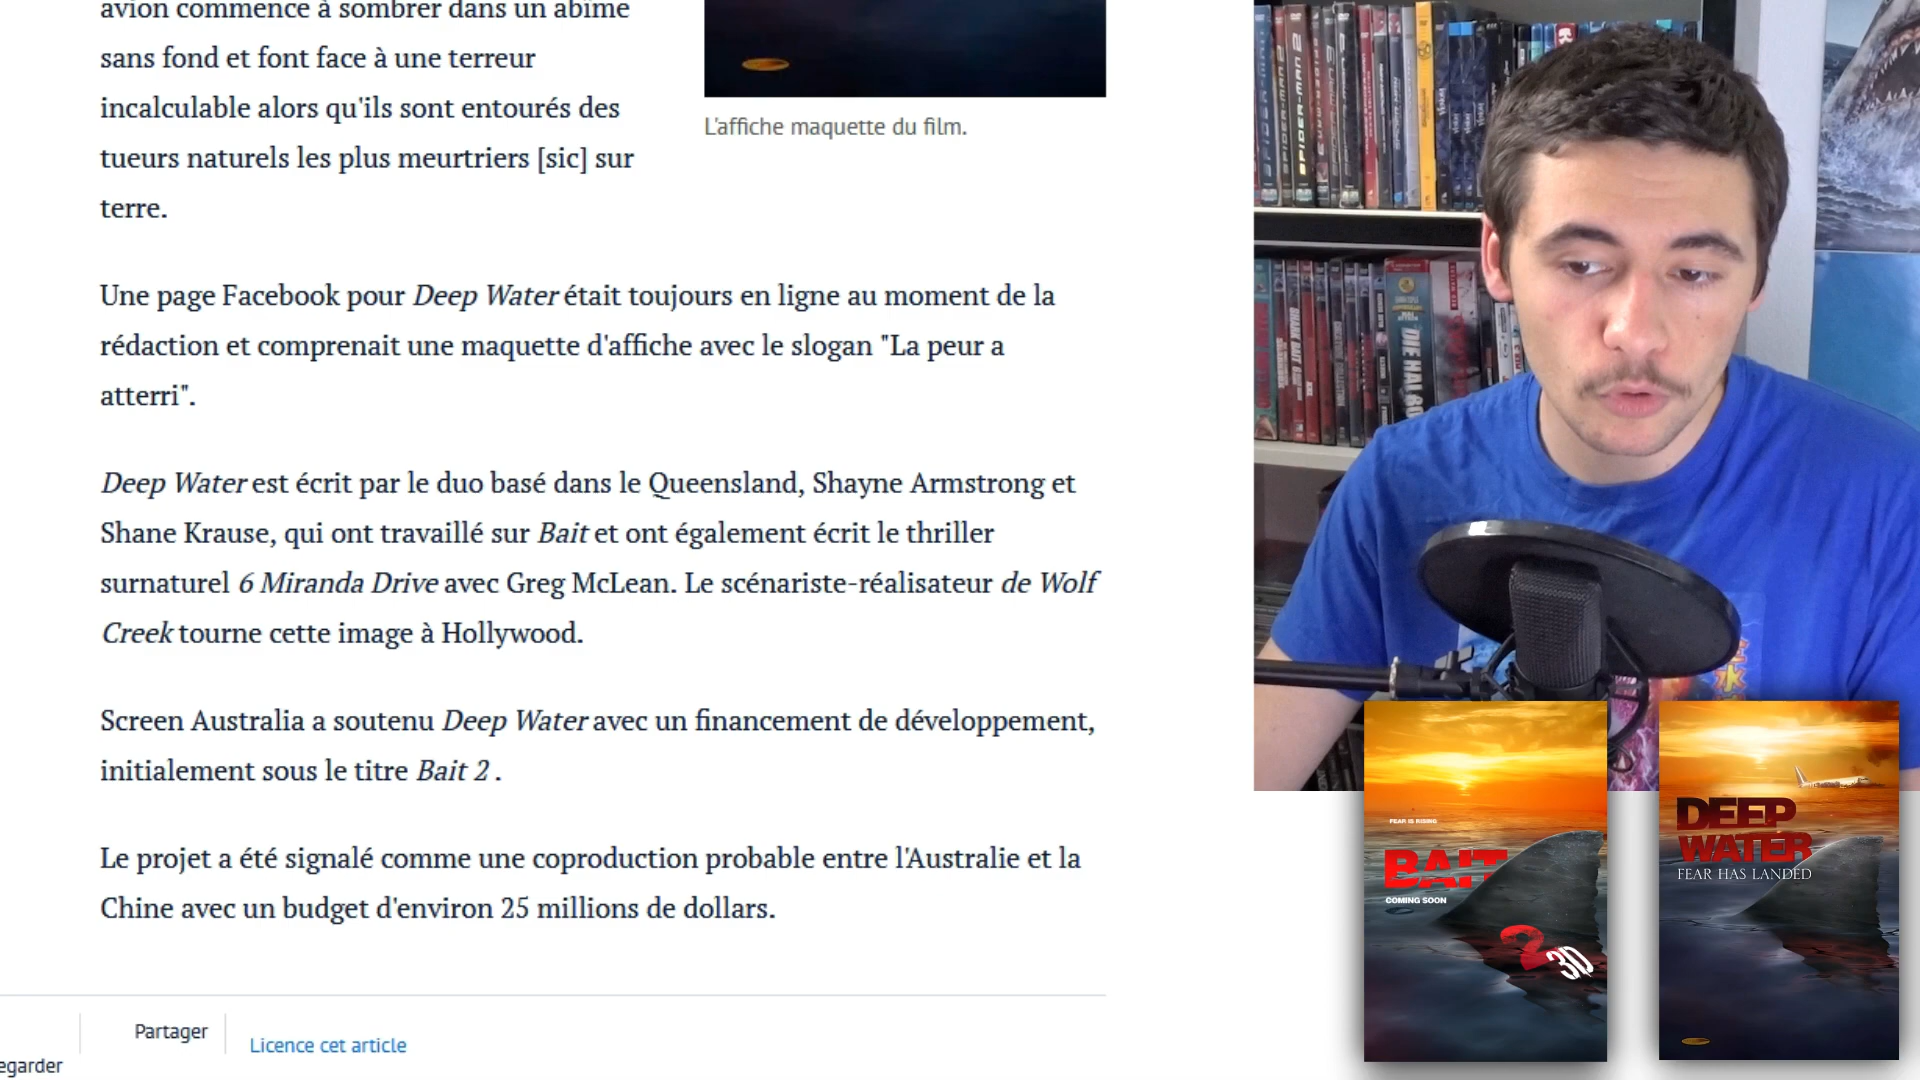 avion commence à sombrer dans un abîme
sans fond et font face à une terreur
incalculable alors qu'ils sont entourés des
tueurs naturels les plus meurtriers [sic] sur
terre.
L'affiche maquette du film.
Une page Facebook pour Deep Water était toujours en ligne au moment de la
rédaction et comprenait une maquette d'affiche avec le slogan "La peur a
atterri".
Deep Water est écrit par le duo basé dans le Queensland, Shayne Armstrong et
Shane Krause, qui ont travaillé sur Bait et ont également écrit le thriller
surnaturel 6 Miranda Drive avec Greg McLean. Le scénariste-réalisateur de Wolf
Creek tourne cette image à Hollywood.
Screen Australia a soutenu Deep Water avec un financement de développement,
initialement sous le titre Bait 2 .
Le projet a été signalé comme une coproduction probable entre l'Australie et la
Chine avec un budget d'environ 25 millions de dollars.
egarder
Partager
Licence cet article
SPIDER-MAN 2
FEAR IS RISING
BAIT
COMING SOON
2
3D
DEEP
WATER
FEAR HAS LANDED